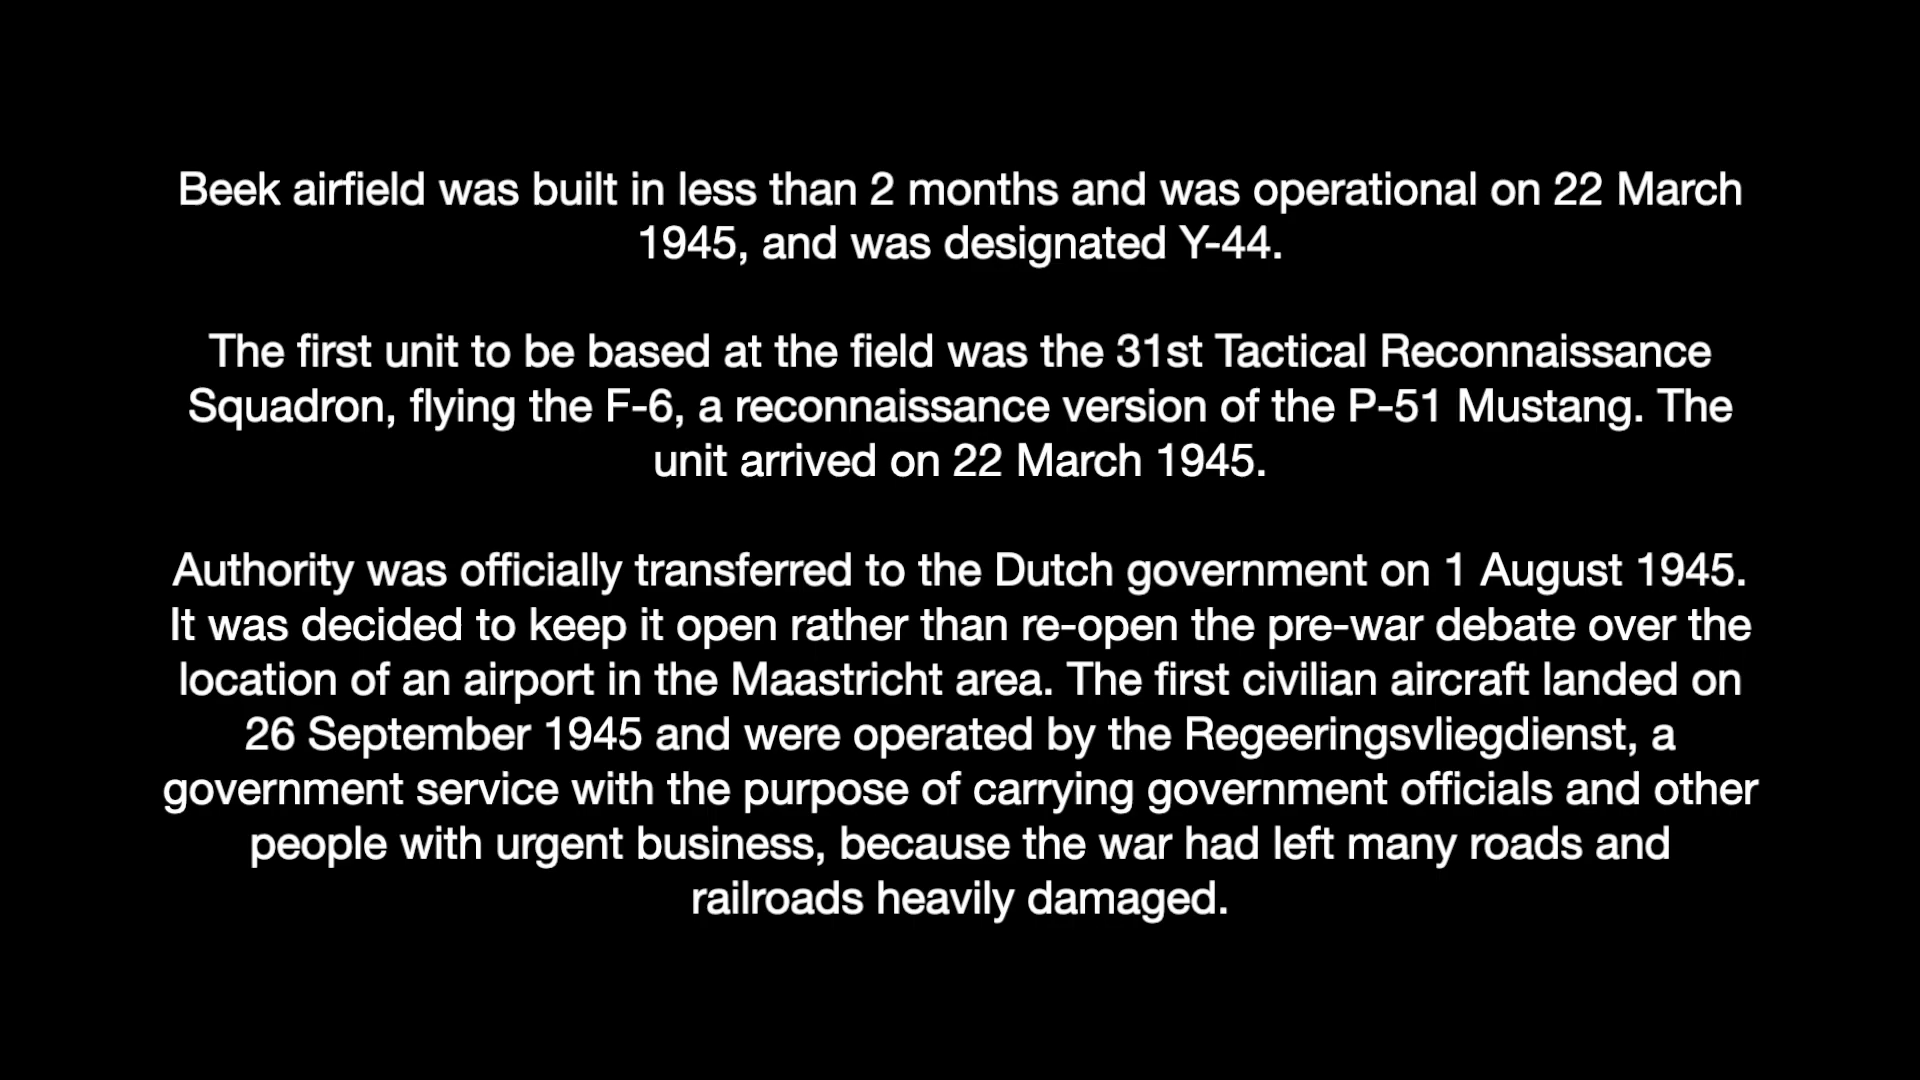 Beek airfield was built in less than 2 months and was operational on 22 March
1945, and was designated Y-44.
The first unit to be based at the field was the 31st Tactical Reconnaissance
Squadron, flying the F-6, a reconnaissance version of the P-51 Mustang. The
unit arrived on 22 March 1945.
Authority was officially transferred to the Dutch government on 1 August 1945.
It was decided to keep it open rather than re-open the pre-war debate over the
location of an airport in the Maastricht area. The first civilian aircraft landed on
26 September 1945 and were operated by the Regeeringsvliegdienst, a
government service with the purpose of carrying government officials and other
people with urgent business, because the war had left many roads and
railroads heavily damaged.